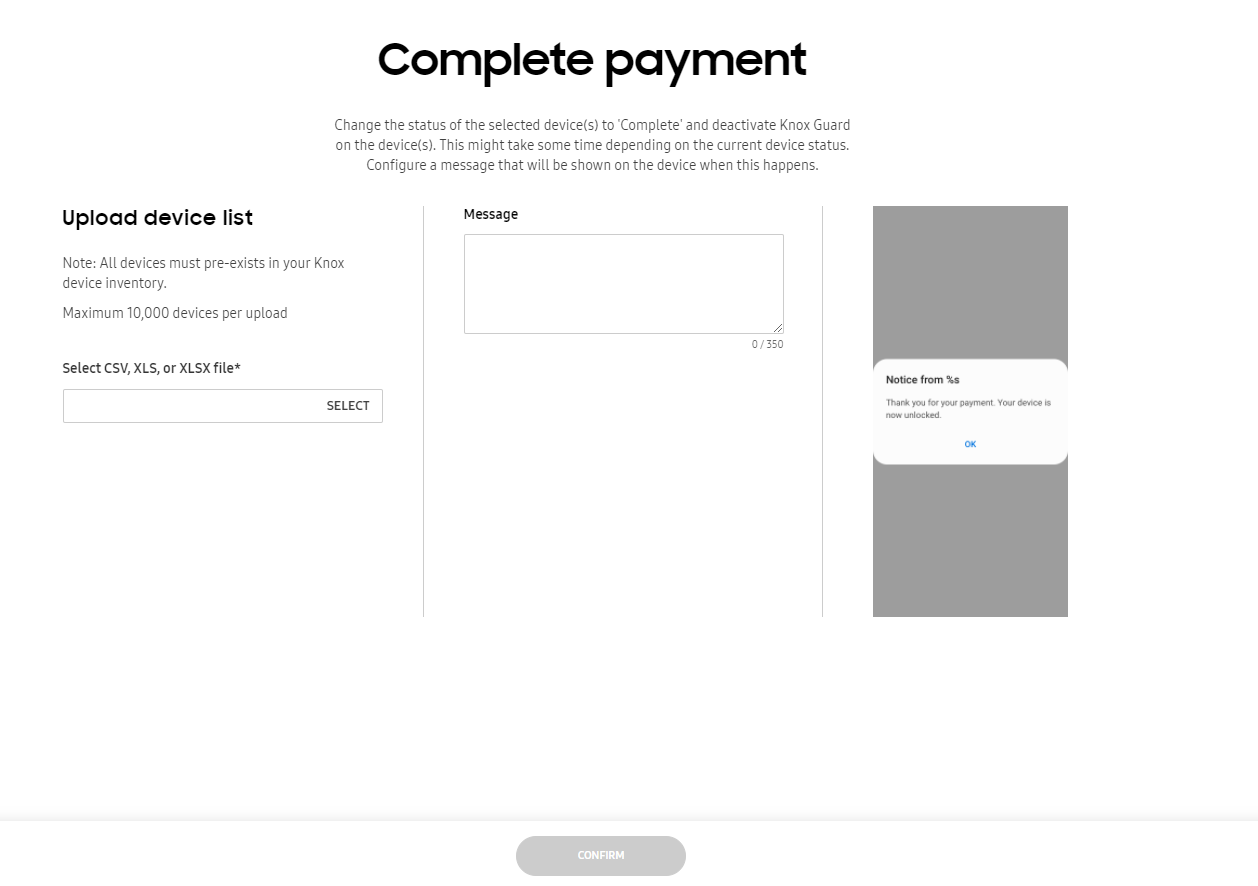 Complete payment
Change the status of the selected device(s) to 'Complete' and deactivate Knox Guard
on the device(s). This might take some time depending on the current device status.
Configure a message that will be shown on the device when this happens.
Upload device list
Note: All devices must pre-exists in your Knox
device inventory.
Maximum 10,000 devices per upload
Select CSV, XLS, or XLSX file*
SELECT
Message
0 / 350
Notice from %s
Thank you for your payment. Your device is
now unlocked.
OK
CONFIRM